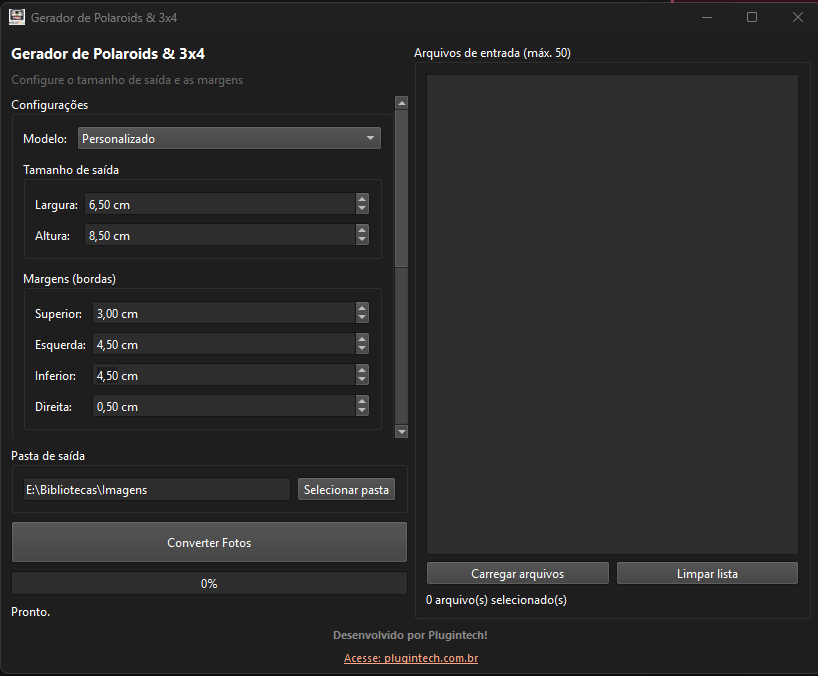 Gerador de Polaroids & 3x4
Gerador de Polaroids & 3x4
Configure o tamanho de saída e as margens
Configurações
Modelo: Personalizado
Tamanho de saída
Largura: 6,50 cm
Altura: 8,50 cm
Margens (bordas)
Superior: 3,00 cm
Esquerda: 4,50 cm
Inferior: 4,50 cm
Direita: 0,50 cm
Pasta de saída
E:\Bibliotecas\Imagens Selecionar pasta
Converter Fotos
0%
Pronto.
Arquivos de entrada (máx. 50)
Carregar arquivos Limpar lista
0 arquivo(s) selecionado(s)
Desenvolvido por Plugintech!
Acesse: plugintech.com.br